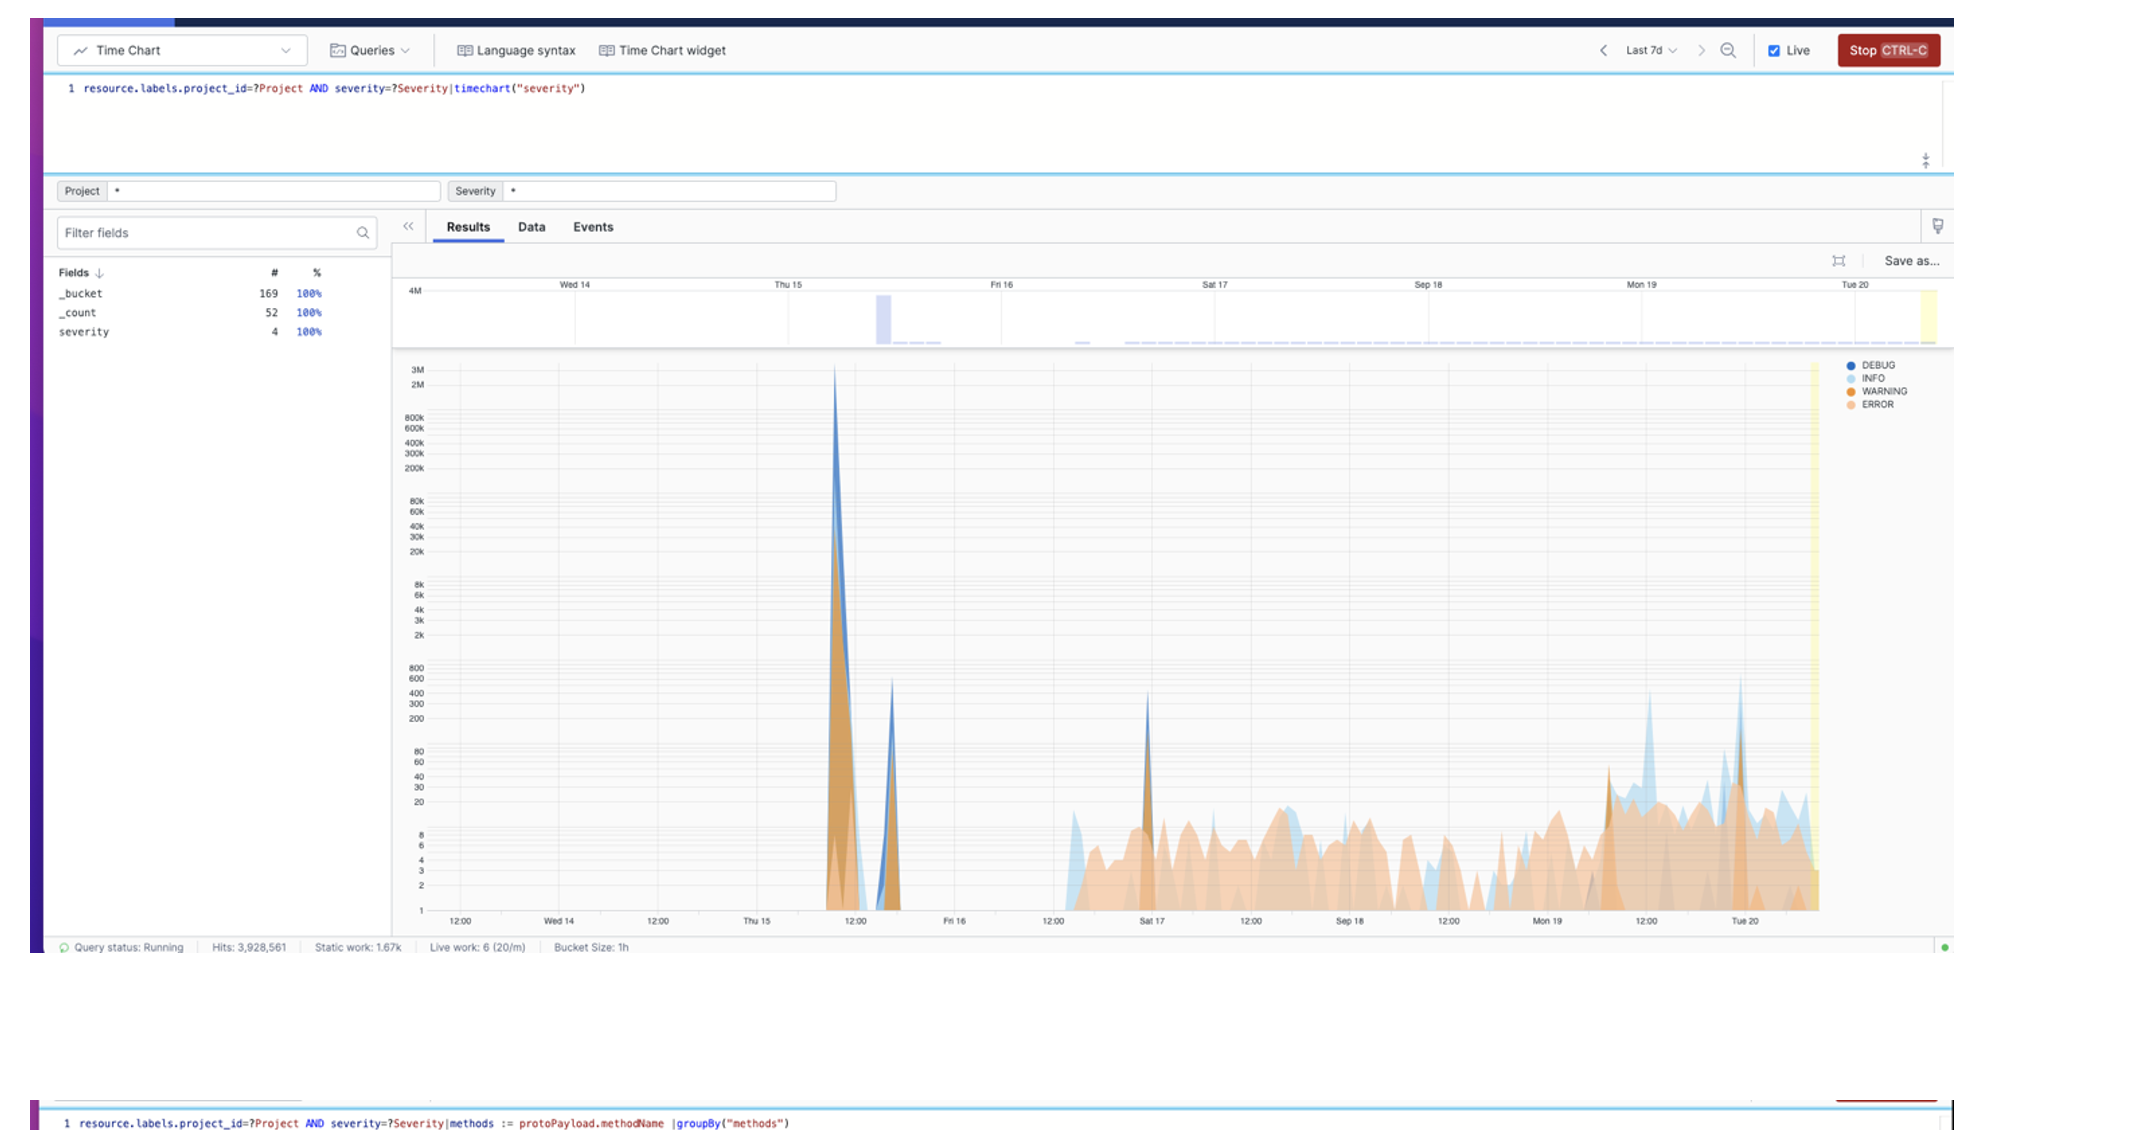 Time Chart Queries Language syntax Time Chart widget Last 7d Live Stop CTRL-C
1 resource.labels.project_id=?Project AND severity=?Severity|timechart("severity")
Project * Severity *
Filter fields
Results Data Events
Save as...
Fields # %
_bucket 169 100%
_count 52 100%
severity 4 100%
Wed 14 Thu 15 Fri 16 Sat 17 Sep 18 Mon 19 Tue 20
4M
DEBUG
INFO
WARNING
ERROR
3M
2M
800k
600k
400k
300k
200k
80k
60k
40k
30k
20k
8k
6k
4k
3k
2k
800
600
400
300
200
80
60
40
30
20
8
6
4
3
2
1
12:00 Wed 14 12:00 Thu 15 12:00 Fri 16 12:00 Sat 17 12:00 Sep 18 12:00 Mon 19 12:00 Tue 20
Query status: Running Hits: 3,928,561 Static work: 1.67k Live work: 6 (20/m) Bucket Size: 1h
1 resource.labels.project_id=?Project AND severity=?Severity|methods := protoPayload.methodName |groupBy("methods")